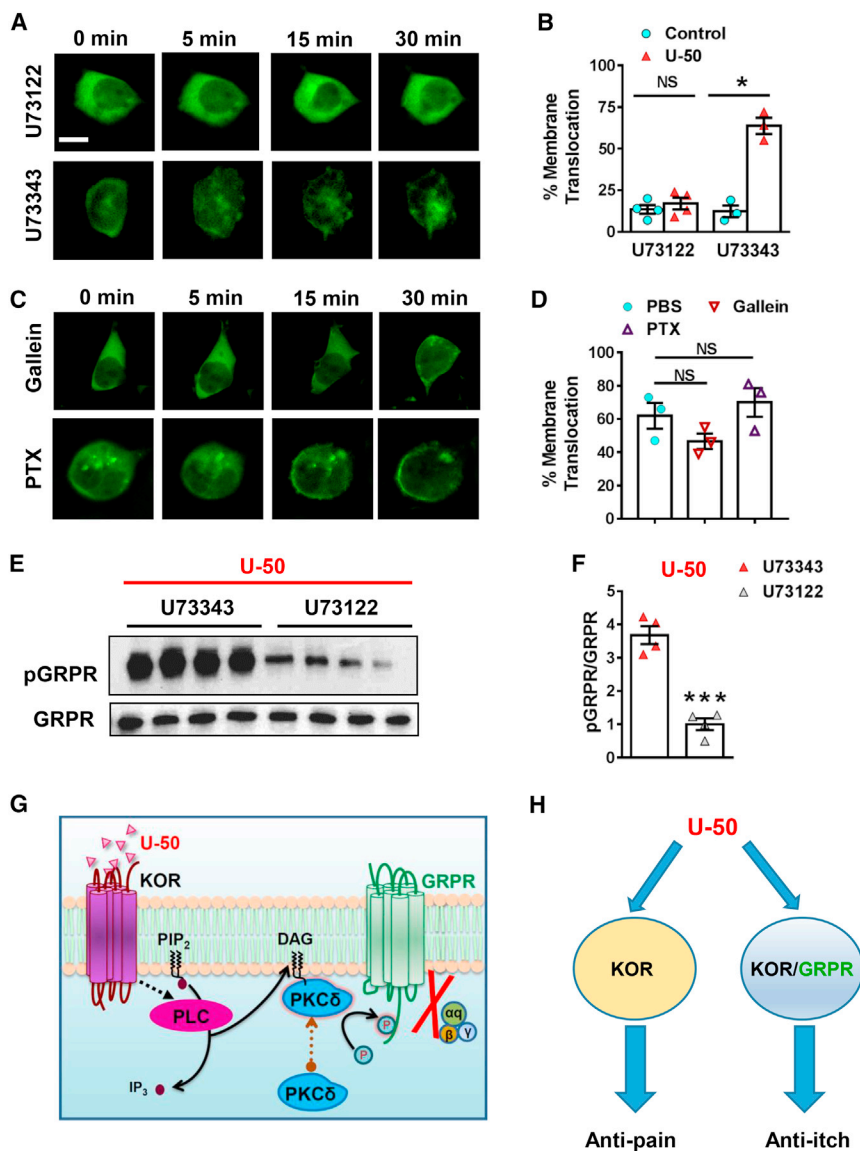 A
0 min 5 min 15 min 30 min
U73122
U73343
B
Control
U-50
NS *
% Membrane
Translocation
100
75
50
25
0
U73122 U73343
C
0 min 5 min 15 min 30 min
Gallein
PTX
D
PBS Gallein
PTX
NS
NS
% Membrane
Translocation
100
80
60
40
20
0
E
U-50
U73343 U73122
pGRPR
GRPR
F
U-50
U73343
U73122
pGRPR/GRPR
5
4
3
2
1
0
***
G
U-50
KOR
GRPR
PIP2
DAG
PLC
PKCδ
P
P
αq
β
γ
IP3
PKCδ
H
U-50
KOR
KOR/GRPR
Anti-pain
Anti-itch